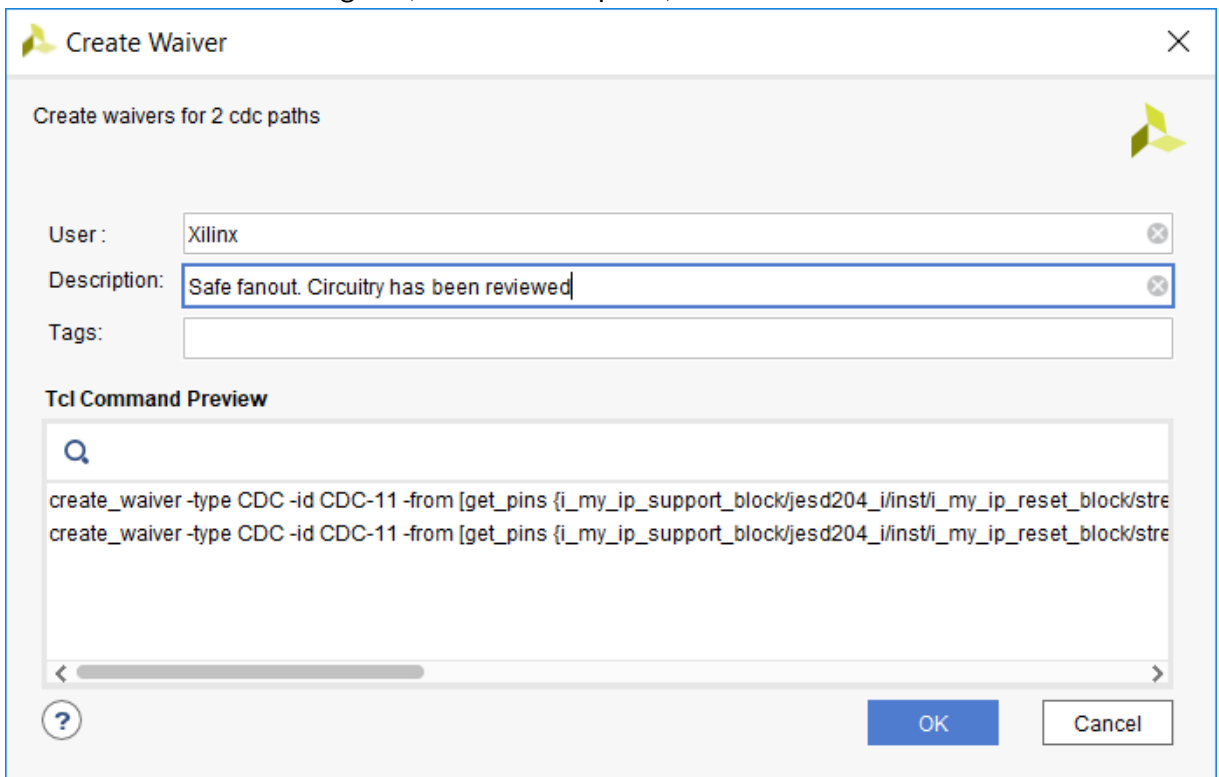 Create Waiver
Create waivers for 2 cdc paths
User : Xilinx
Description: Safe fanout. Circuitry has been reviewed
Tags:
Tcl Command Preview
create_waiver -type CDC -id CDC-11 -from [get_pins {i_my_ip_support_block/jesd204_i/inst/i_my_ip_reset_block/stre
create_waiver -type CDC -id CDC-11 -from [get_pins {i_my_ip_support_block/jesd204_i/inst/i_my_ip_reset_block/stre
? OK Cancel